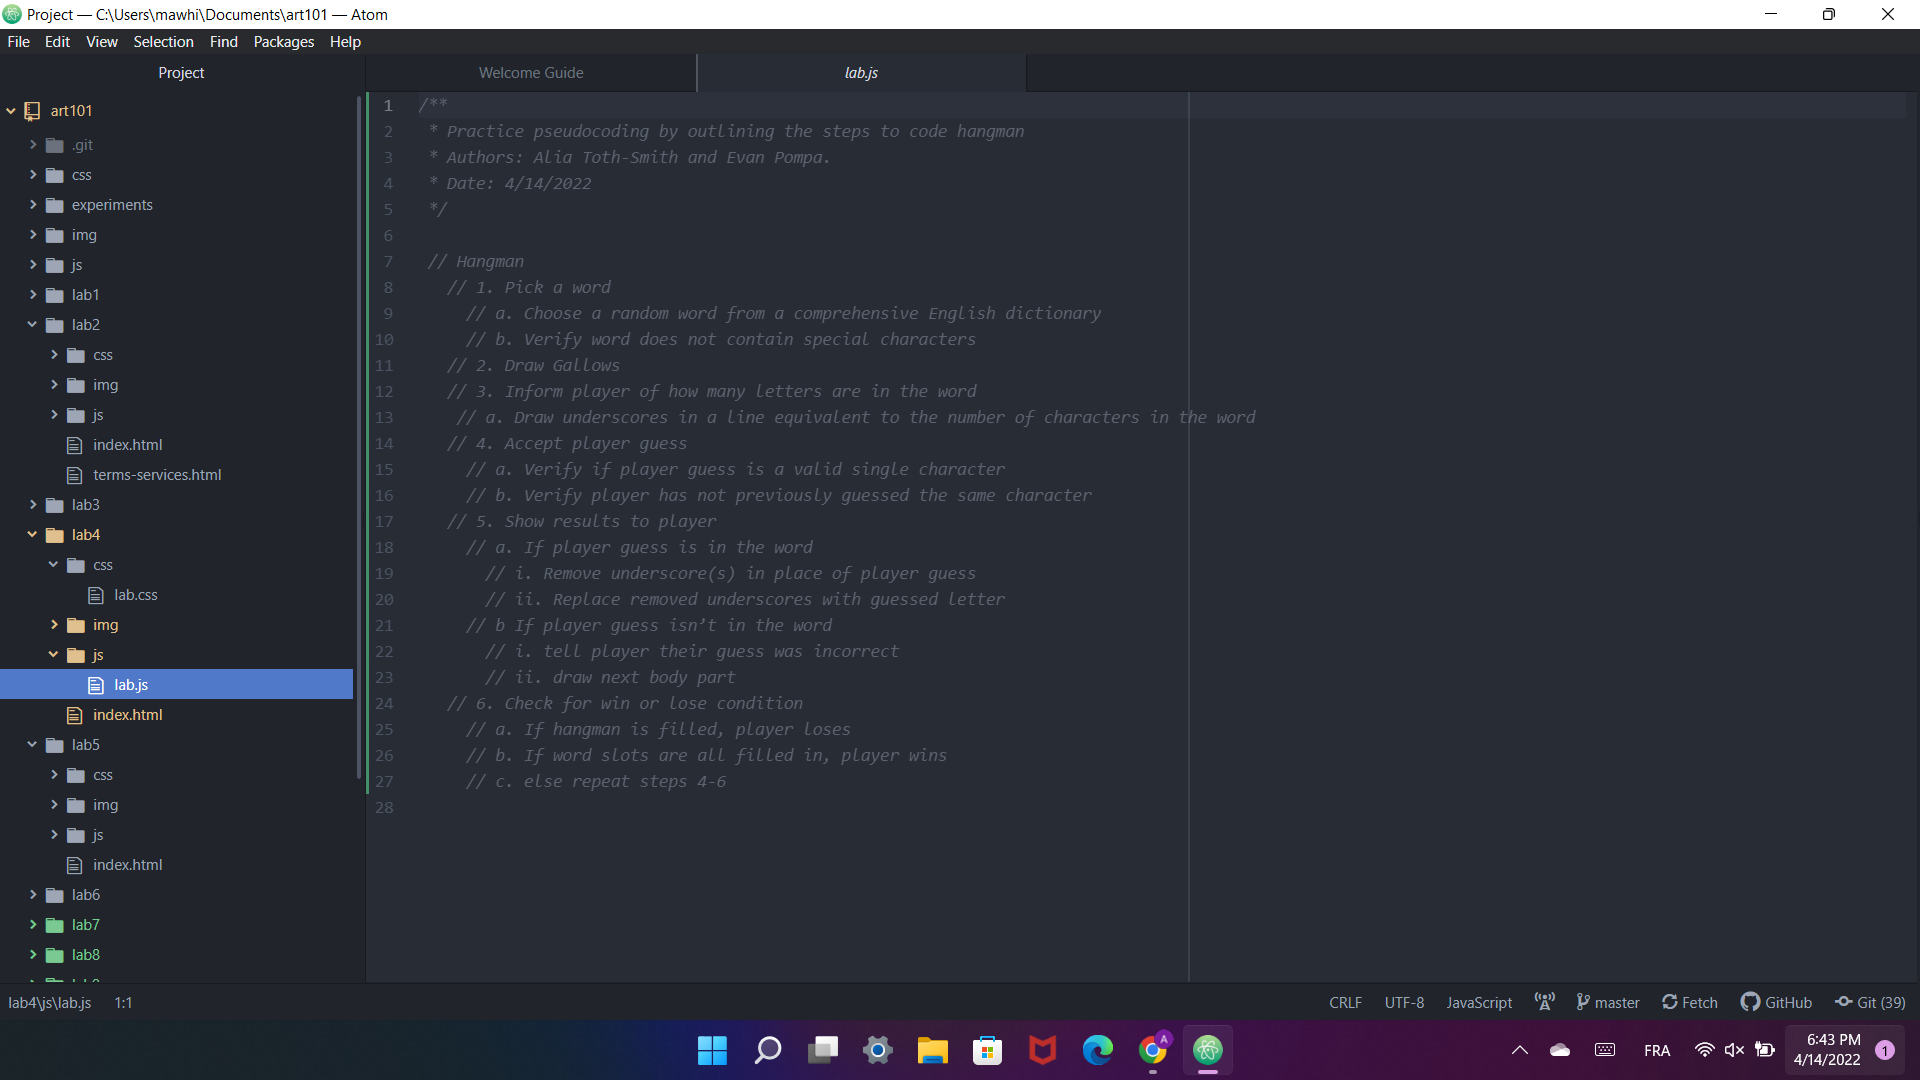 Project — C:\Users\mawhi\Documents\art101 — Atom
File Edit View Selection Find Packages Help
Project
Welcome Guide
lab.js
art101
.git
css
experiments
img
js
lab1
lab2
css
img
js
index.html
terms-services.html
lab3
lab4
css
lab.css
img
js
lab.js
index.html
lab5
css
img
js
index.html
lab6
lab7
lab8
1 /**
2 * Practice pseudocoding by outlining the steps to code hangman
3 * Authors: Alia Toth-Smith and Evan Pompa.
4 * Date: 4/14/2022
5 */
6
7 // Hangman
8 // 1. Pick a word
9 // a. Choose a random word from a comprehensive English dictionary
10 // b. Verify word does not contain special characters
11 // 2. Draw Gallows
12 // 3. Inform player of how many letters are in the word
13 // a. Draw underscores in a line equivalent to the number of characters in the word
14 // 4. Accept player guess
15 // a. Verify if player guess is a valid single character
16 // b. Verify player has not previously guessed the same character
17 // 5. Show results to player
18 // a. If player guess is in the word
19 // i. Remove underscore(s) in place of player guess
20 // ii. Replace removed underscores with guessed letter
21 // b If player guess isn’t in the word
22 // i. tell player their guess was incorrect
23 // ii. draw next body part
24 // 6. Check for win or lose condition
25 // a. If hangman is filled, player loses
26 // b. If word slots are all filled in, player wins
27 // c. else repeat steps 4-6
28
lab4\js\lab.js 1:1
CRLF UTF-8 JavaScript master Fetch GitHub Git (39)
A
FRA
6:43 PM
4/14/2022
1